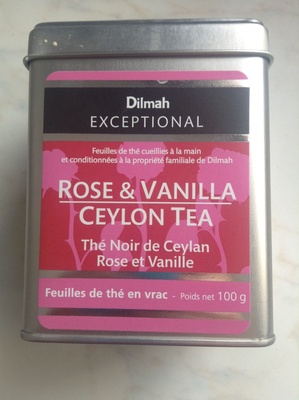 Dilmah
EXCEPTIONAL
Feuilles de thé cueillies à la main
et conditionnées à la propriété familiale de Dilmah
ROSE & VANILLA
CEYLON TEA
Thé Noir de Ceylan
Rose et Vanille
Feuilles de thé en vrac - Poids net 100 g